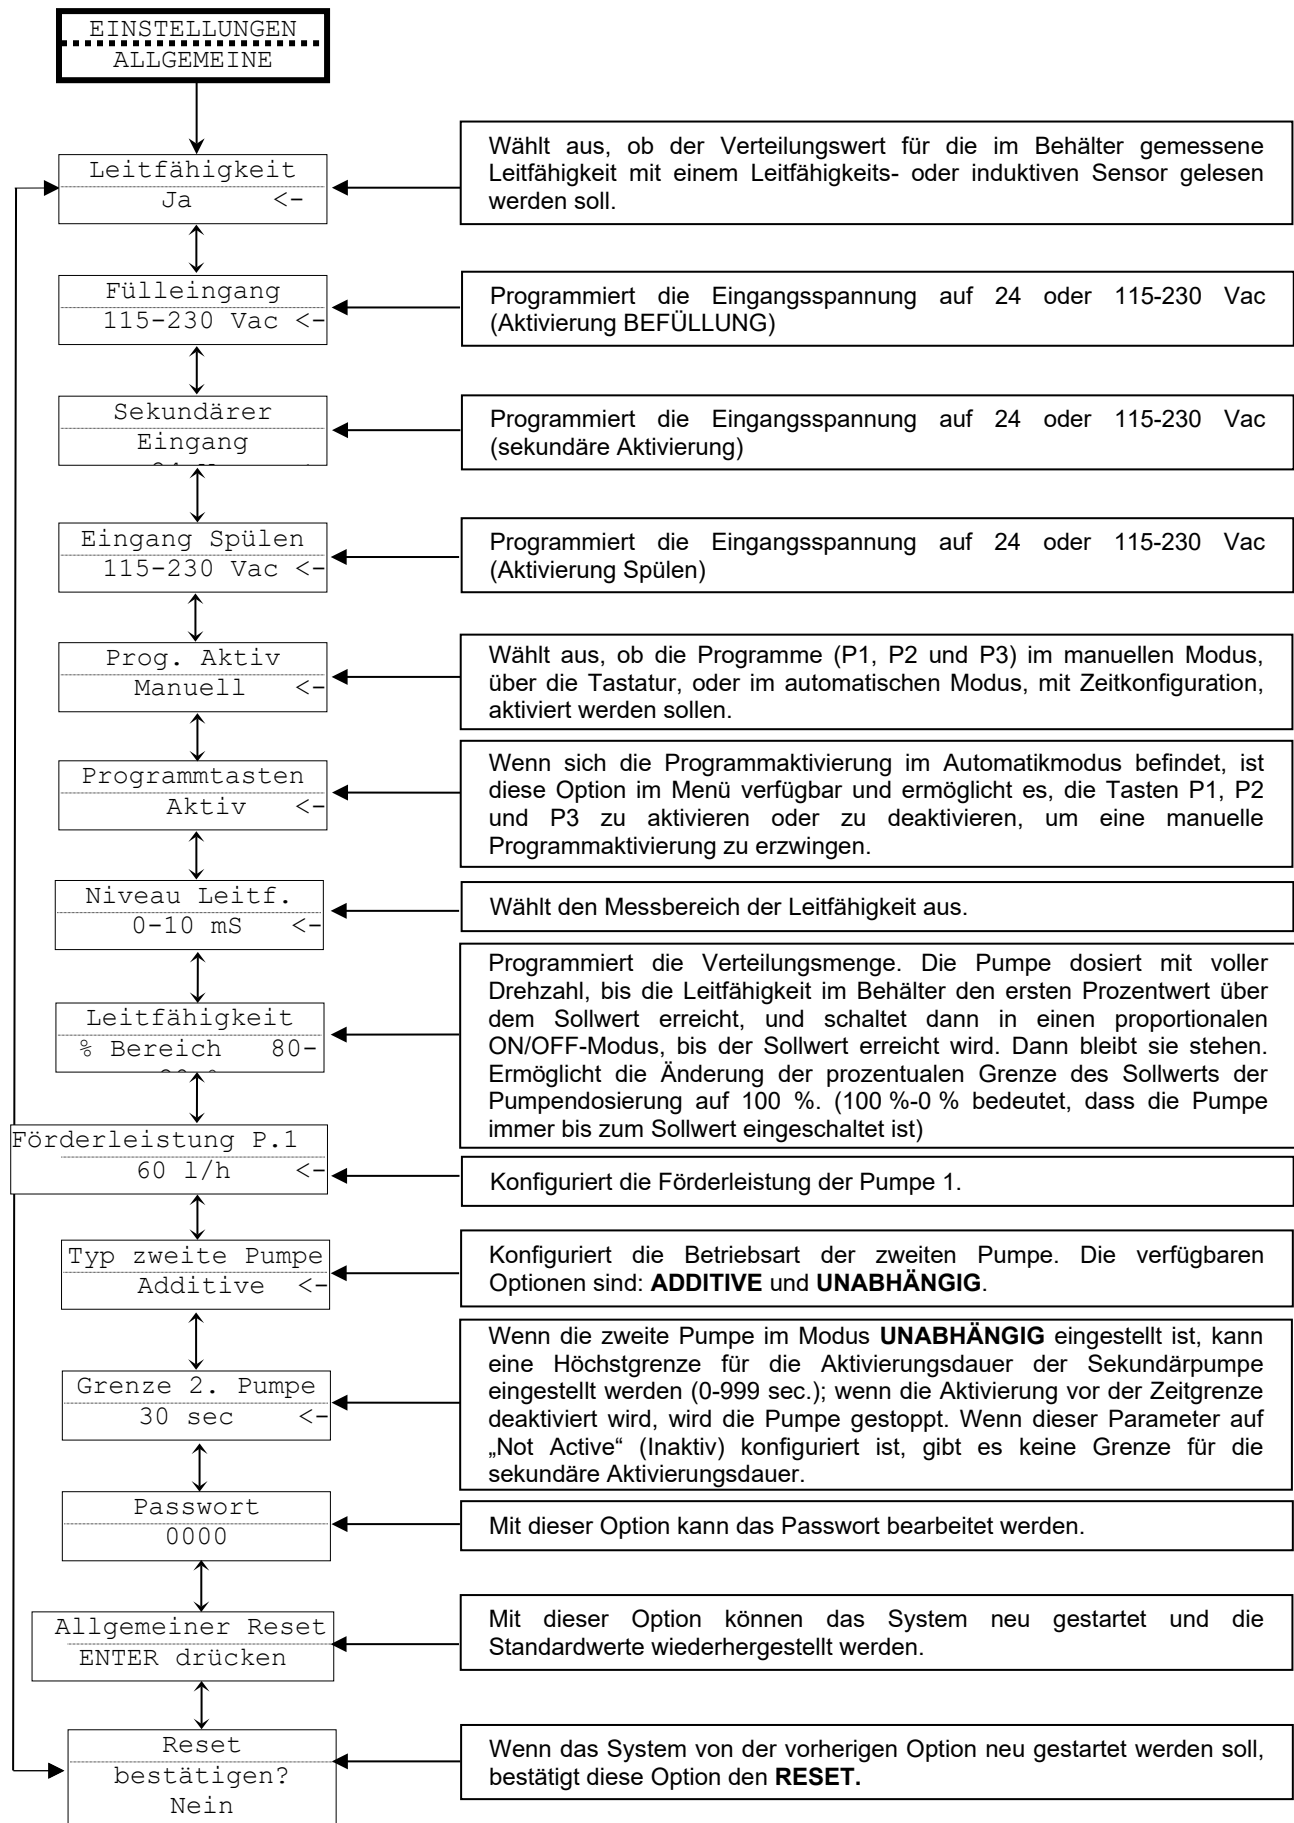 EINSTELLUNGEN
ALLGEMEINE
Leitfähigkeit
Ja <-
Wählt aus, ob der Verteilungswert für die im Behälter gemessene
Leitfähigkeit mit einem Leitfähigkeits- oder induktiven Sensor gelesen
werden soll.
Fülleingang
115-230 Vac <-
Programmiert die Eingangsspannung auf 24 oder 115-230 Vac
(Aktivierung BEFÜLLUNG)
Sekundärer
Eingang
Programmiert die Eingangsspannung auf 24 oder 115-230 Vac
(sekundäre Aktivierung)
Eingang Spülen
115-230 Vac <-
Programmiert die Eingangsspannung auf 24 oder 115-230 Vac
(Aktivierung Spülen)
Prog. Aktiv
Manuell <-
Wählt aus, ob die Programme (P1, P2 und P3) im manuellen Modus,
über die Tastatur, oder im automatischen Modus, mit Zeitkonfiguration,
aktiviert werden sollen.
Programmtasten
Aktiv <-
Wenn sich die Programmaktivierung im Automatikmodus befindet, ist
diese Option im Menü verfügbar und ermöglicht es, die Tasten P1, P2
und P3 zu aktivieren oder zu deaktivieren, um eine manuelle
Programmaktivierung zu erzwingen.
Niveau Leitf.
0-10 mS <-
Wählt den Messbereich der Leitfähigkeit aus.
Leitfähigkeit
% Bereich 80-
Programmiert die Verteilungsmenge. Die Pumpe dosiert mit voller
Drehzahl, bis die Leitfähigkeit im Behälter den ersten Prozentwert über
dem Sollwert erreicht, und schaltet dann in einen proportionalen
ON/OFF-Modus, bis der Sollwert erreicht wird. Dann bleibt sie stehen.
Ermöglicht die Änderung der prozentualen Grenze des Sollwerts der
Pumpendosierung auf 100 %. (100 %-0 % bedeutet, dass die Pumpe
immer bis zum Sollwert eingeschaltet ist)
Förderleistung P.1
60 l/h <-
Konfiguriert die Förderleistung der Pumpe 1.
Typ zweite Pumpe
Additive <-
Konfiguriert die Betriebsart der zweiten Pumpe. Die verfügbaren
Optionen sind: ADDITIVE und UNABHÄNGIG.
Grenze 2. Pumpe
30 sec <-
Wenn die zweite Pumpe im Modus UNABHÄNGIG eingestellt ist, kann
eine Höchstgrenze für die Aktivierungsdauer der Sekundärpumpe
eingestellt werden (0-999 sec.); wenn die Aktivierung vor der Zeitgrenze
deaktiviert wird, wird die Pumpe gestoppt. Wenn dieser Parameter auf
„Not Active“ (Inaktiv) konfiguriert ist, gibt es keine Grenze für die
sekundäre Aktivierungsdauer.
Passwort
0000
Mit dieser Option kann das Passwort bearbeitet werden.
Allgemeiner Reset
ENTER drücken
Mit dieser Option können das System neu gestartet und die
Standardwerte wiederhergestellt werden.
Reset
bestätigen?
Nein
Wenn das System von der vorherigen Option neu gestartet werden soll,
bestätigt diese Option den RESET.